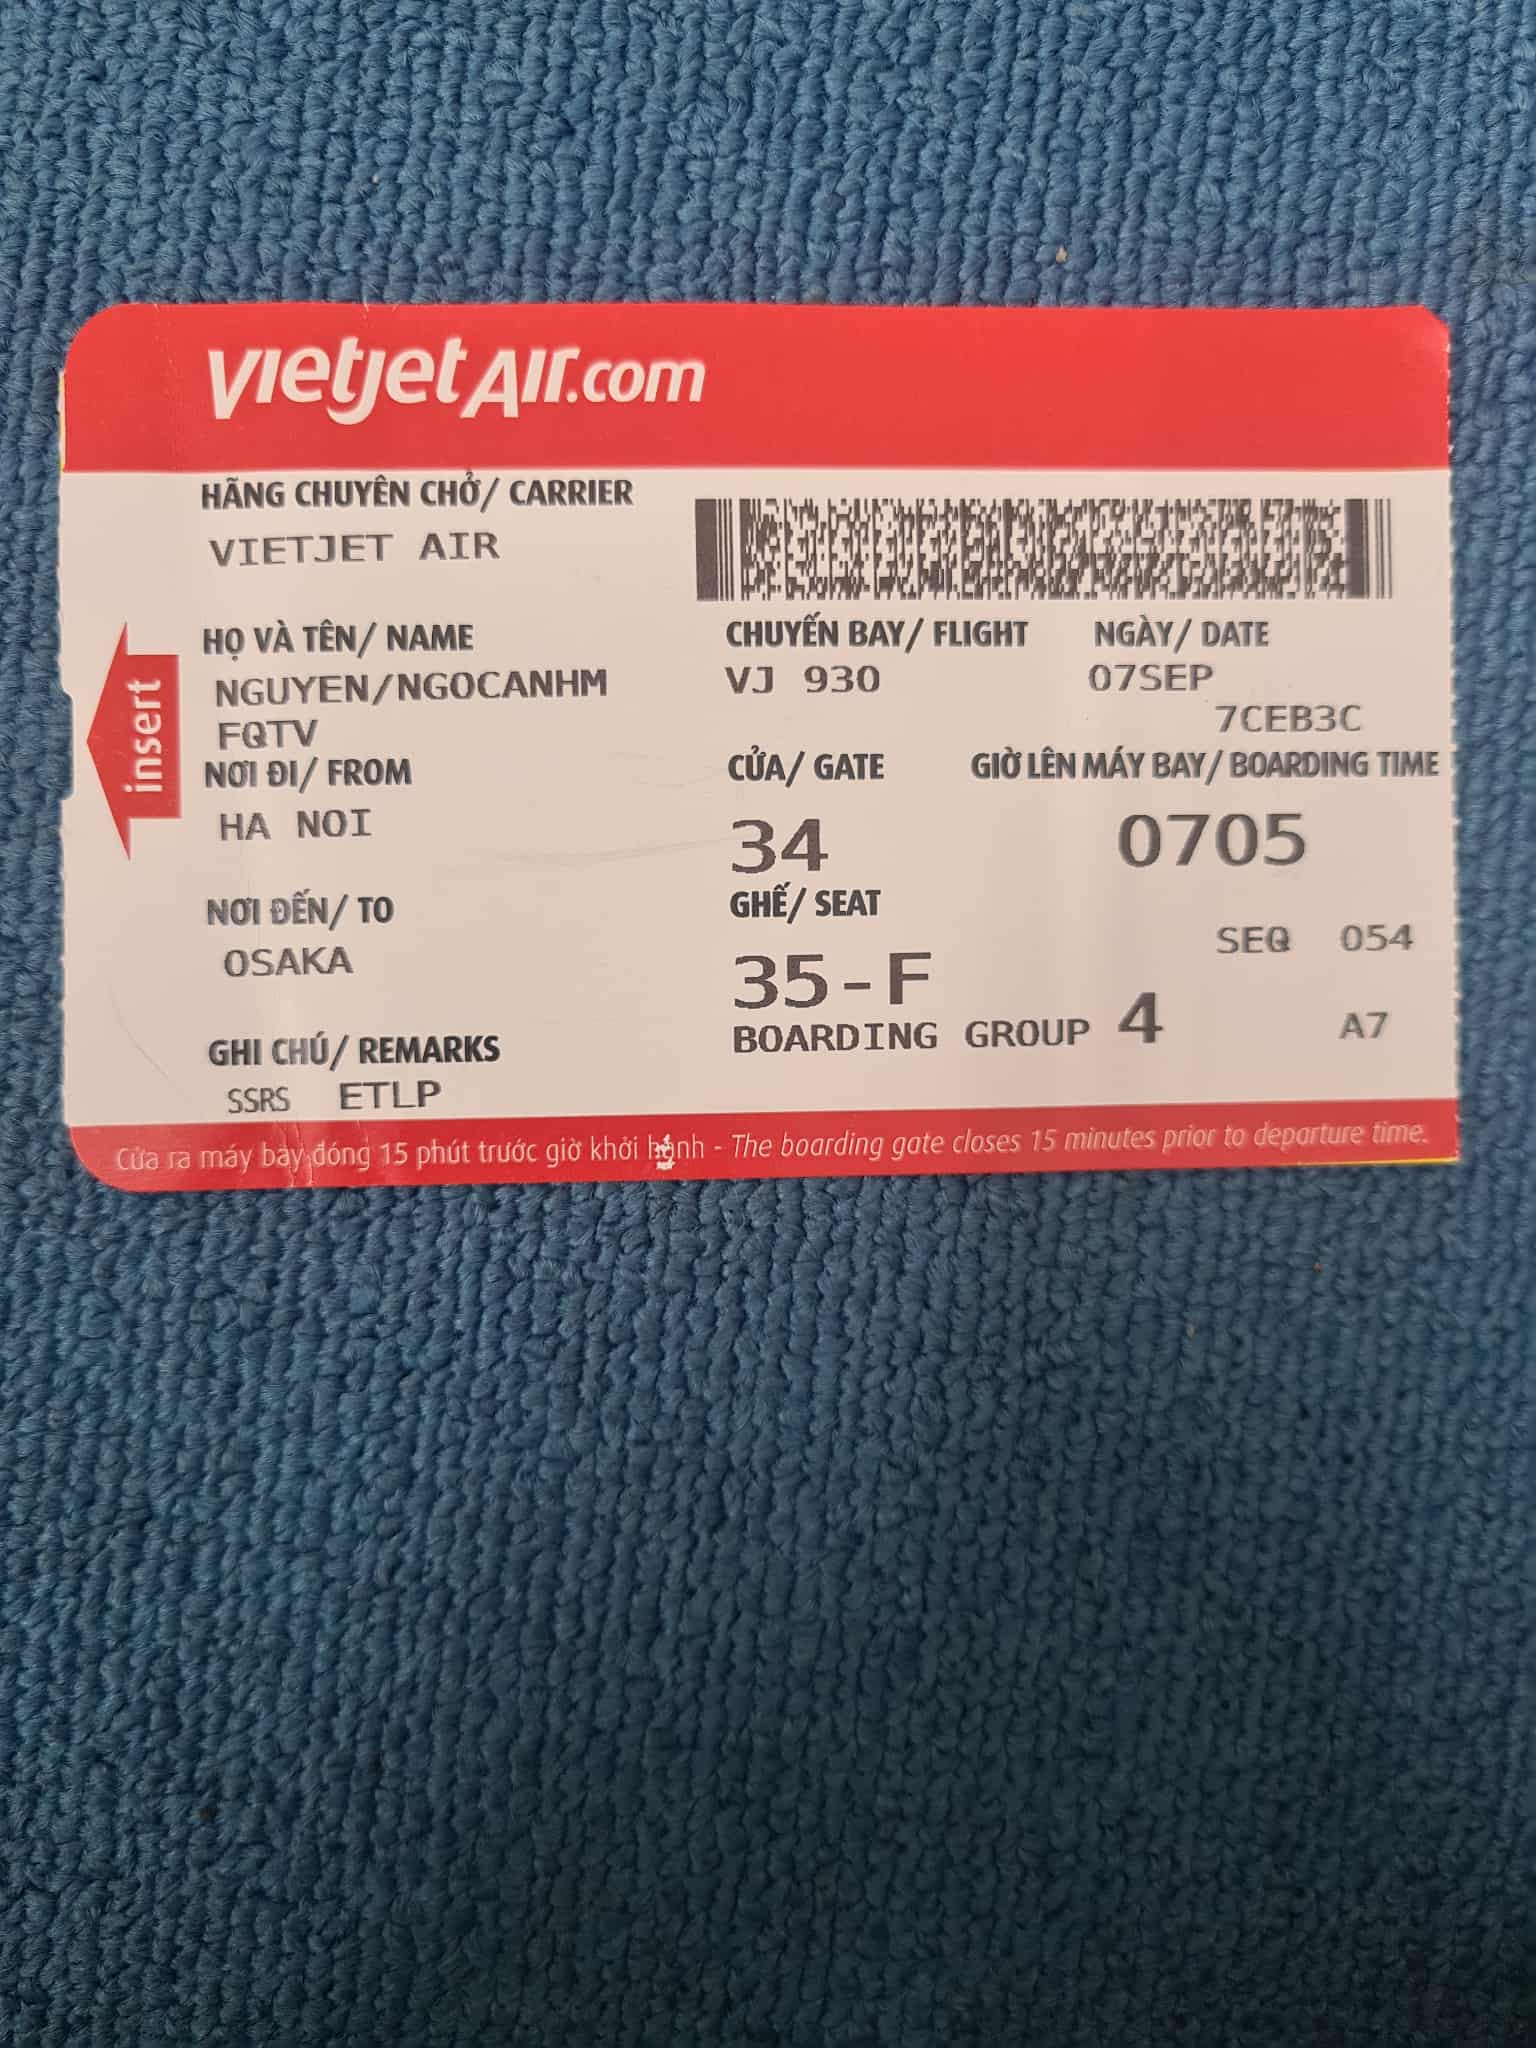 vietjetAir.com
HÃNG CHUYÊN CHỞ/ CARRIER
VIETJET AIR
HỌ VÀ TÊN/ NAME
NGUYEN/NGOCANHM
FQTV
CHUYẾN BAY/ FLIGHT
VJ 930
NGÀY/ DATE
07SEP
7CEB3C
insert
NƠI ĐI/ FROM
HA NOI
CỬA/ GATE
34
GIỜ LÊN MÁY BAY/ BOARDING TIME
0705
NƠI ĐẾN/ TO
OSAKA
GHẾ/ SEAT
35-F
SEQ 054
BOARDING GROUP 4
A7
GHI CHÚ/ REMARKS
SSRS ETLP
Cửa ra máy bay đóng 15 phút trước giờ khởi hành - The boarding gate closes 15 minutes prior to departure time.